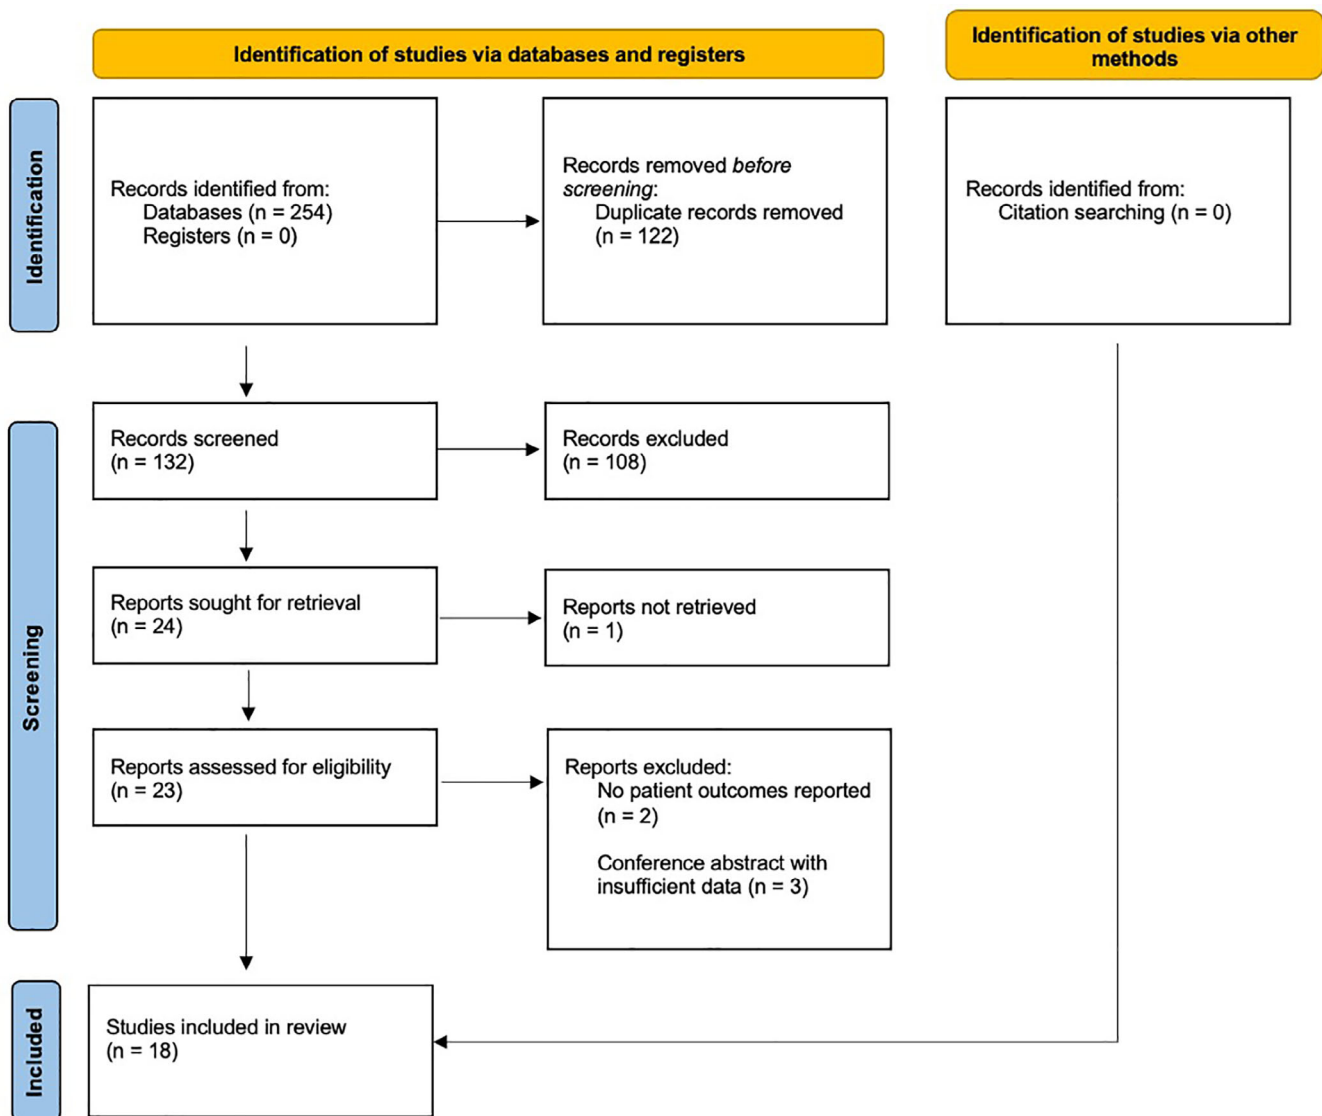 Identification of studies via databases and registers
Identification of studies via other
methods
Identification
Records identified from:
Databases (n = 254)
Registers (n = 0)
Records removed before
screening:
Duplicate records removed
(n = 122)
Records identified from:
Citation searching (n = 0)
Screening
Records screened
(n = 132)
Records excluded
(n = 108)
Reports sought for retrieval
(n = 24)
Reports not retrieved
(n = 1)
Reports assessed for eligibility
(n = 23)
Reports excluded:
No patient outcomes reported
(n = 2)
Conference abstract with
insufficient data (n = 3)
Included
Studies included in review
(n = 18)